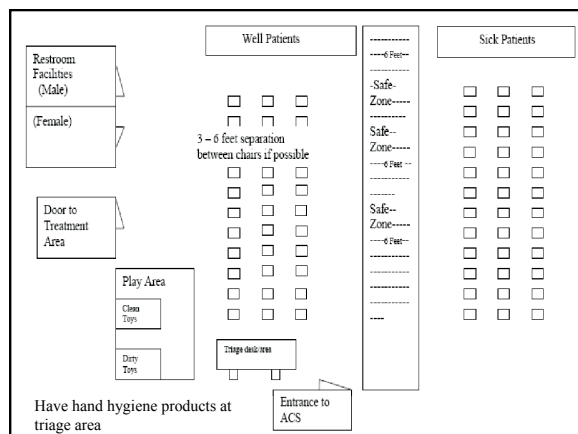 Well Patients
Sick Patients
Restroom
Facilities
(Male)
(Female)
3 – 6 feet separation
between chairs if possible
-----------
----6 Feet--
-----------
-Safe-
Zone-----
-----------
Safe--
Zone-----
----6 Feet --
-----------
-------
Safe--
Zone-----
----6 Feet--
-----------
-----------
-----------
-----------
----
Door to
Treatment
Area
Play Area
Clean
Toys
Dirty
Toys
Triage desk/area
Entrance to
ACS
Have hand hygiene products at
triage area